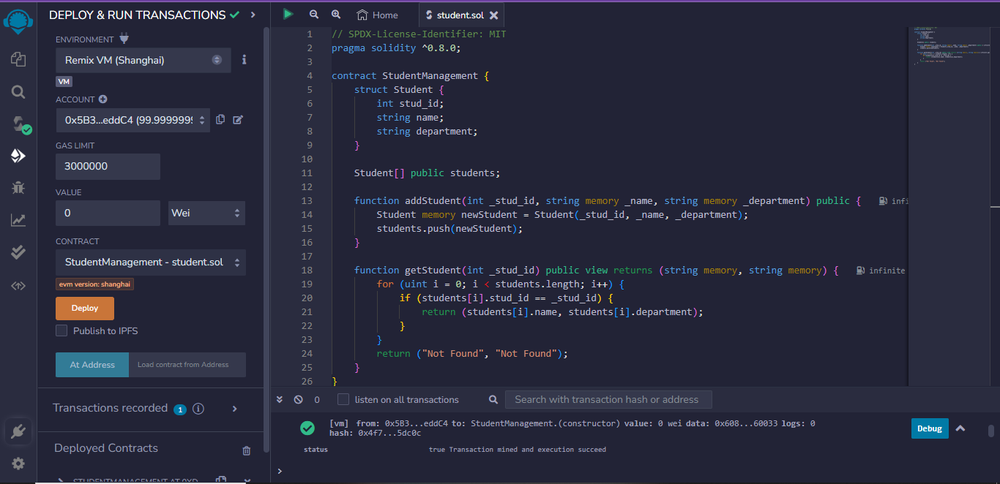 DEPLOY & RUN TRANSACTIONS
ENVIRONMENT
Remix VM (Shanghai)
VM
ACCOUNT
0x5B3...eddC4 (99.9999999
GAS LIMIT
3000000
VALUE
0
Wei
CONTRACT
StudentManagement - student.sol
evm version: shanghai
Deploy
Publish to IPFS
At Address
Load contract from Address
Transactions recorded 1
Deployed Contracts
STUDENTMANAGEMENT AT 0XD
Home
student.sol
1 // SPDX-License-Identifier: MIT
2 pragma solidity ^0.8.0;
3
4 contract StudentManagement {
5     struct Student {
6         int stud_id;
7         string name;
8         string department;
9     }
10
11     Student[] public students;
12
13     function addStudent(int _stud_id, string memory _name, string memory _department) public { infi
14         Student memory newStudent = Student(_stud_id, _name, _department);
15         students.push(newStudent);
16     }
17
18     function getStudent(int _stud_id) public view returns (string memory, string memory) { infinite
19         for (uint i = 0; i < students.length; i++) {
20             if (students[i].stud_id == _stud_id) {
21                 return (students[i].name, students[i].department);
22             }
23         }
24         return ("Not Found", "Not Found");
25     }
26 }
0
listen on all transactions
Search with transaction hash or address
[vm] from: 0x5B3...eddC4 to: StudentManagement.(constructor) value: 0 wei data: 0x608...60033 logs: 0
hash: 0x4f7...5dc0c
Debug
status true Transaction mined and execution succeed
>